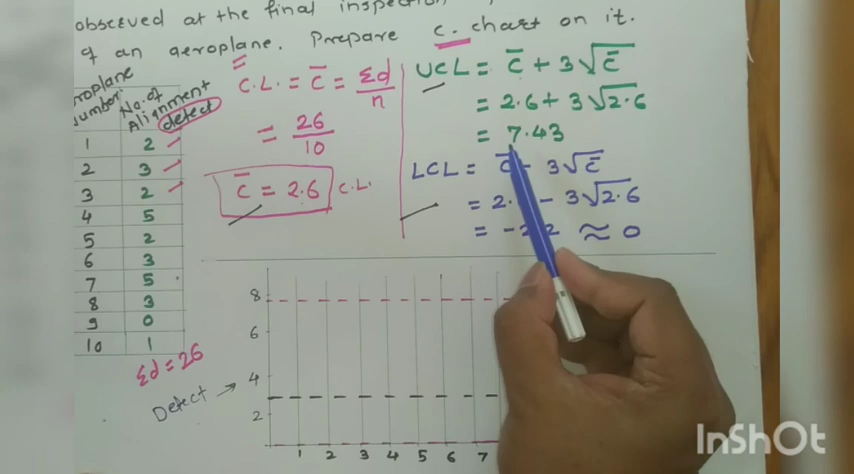 observed at the final inspection
of an aeroplane. Prepare c. chart on it.
No. of
Alignment
defect
1 2
2 3
3 2
4 5
5 2
6 3
7 5
8 3
9 0
10 1
Σd = 26
C.L. = c̅ = Σd/n
= 26/10
c̅ = 2.6 C.L.
UCL = c̅ + 3√c̅
= 2.6 + 3√2.6
= 7.43
LCL = c̅ - 3√c̅
= 2. - 3√2.6
= -2.2 ≈ 0
8
6
4
Defect →
2
1 2 3 4 5 6 7
InShOt